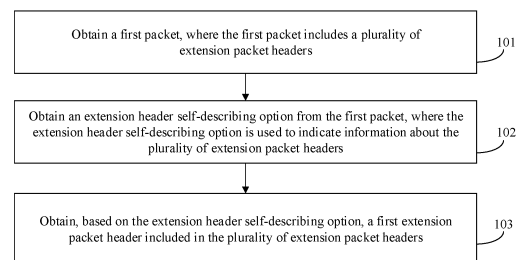 Obtain a first packet, where the first packet includes a plurality of
extension packet headers
101
Obtain an extension header self-describing option from the first packet, where the
extension header self-describing option is used to indicate information about the
plurality of extension packet headers
102
Obtain, based on the extension header self-describing option, a first extension
packet header included in the plurality of extension packet headers
103